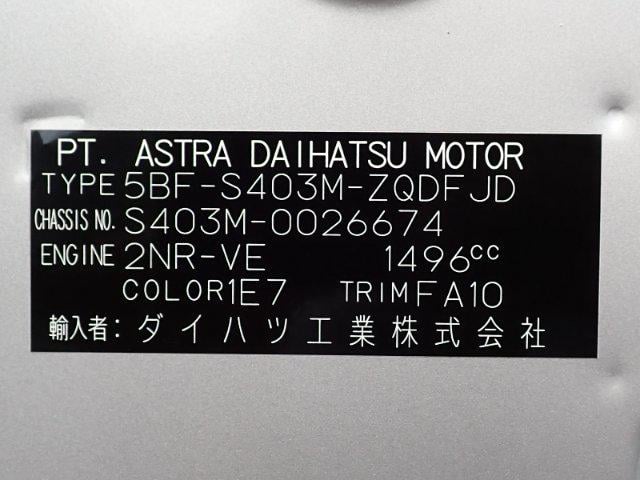 PT. ASTRA DAIHATSU MOTOR
TYPE 5BF-S403M-ZQDFJD
CHASSIS NO. S403M-0026674
ENGINE 2NR-VE 1496cc
COLOR 1E7 TRIM FA10
輸入者: ダイハツ工業株式会社